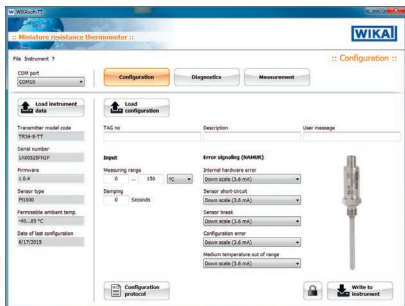 WIKAsoft-TT
:: Miniature resistance thermometer ::
WIKA
File Instrument ?
:: Configuration ::
COM port
COM10
Configuration
Diagnostics
Measurement
Load instrument data
Load configuration
Transmitter model code
TR34-B-TT
TAG no
Description
User message
Serial number
1A00S25FN1P
Input
Error signaling (NAMUR)
Firmware
1.0.4
Measuring range
0 ... 150 °C
Internal hardware error
Down scale (3.6 mA)
Sensor type
Pt1000
Damping
0 Seconds
Sensor short-circuit
Down scale (3.6 mA)
Permissible ambient temp.
-40...85 °C
Sensor break
Down scale (3.6 mA)
Date of last configuration
6/17/2015
Configuration error
Down scale (3.6 mA)
Medium temperature out of range
Down scale (3.6 mA)
Configuration protocol
Write to instrument